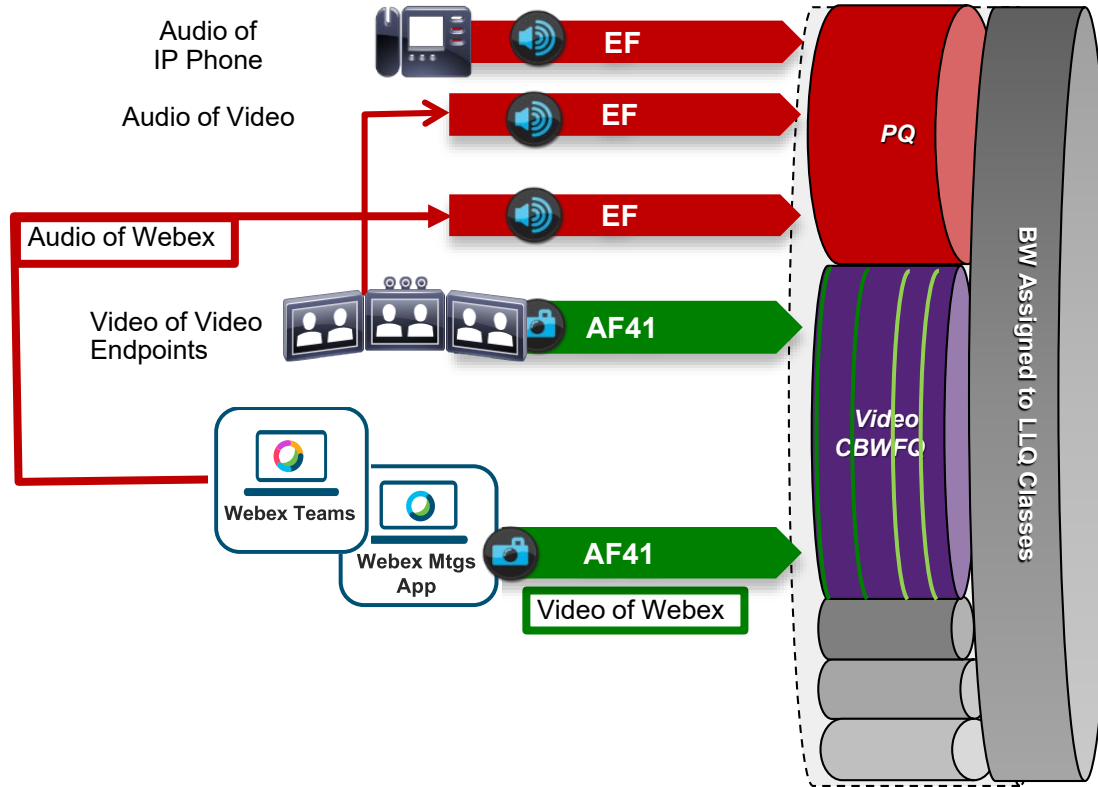 Audio of
IP Phone
EF
Audio of Video
EF
PQ
Audio of Webex
EF
Video of Video
Endpoints
AF41
Video
CBWFQ
BW Assigned to LLQ Classes
Webex Teams
Webex Mtgs
App
AF41
Video of Webex